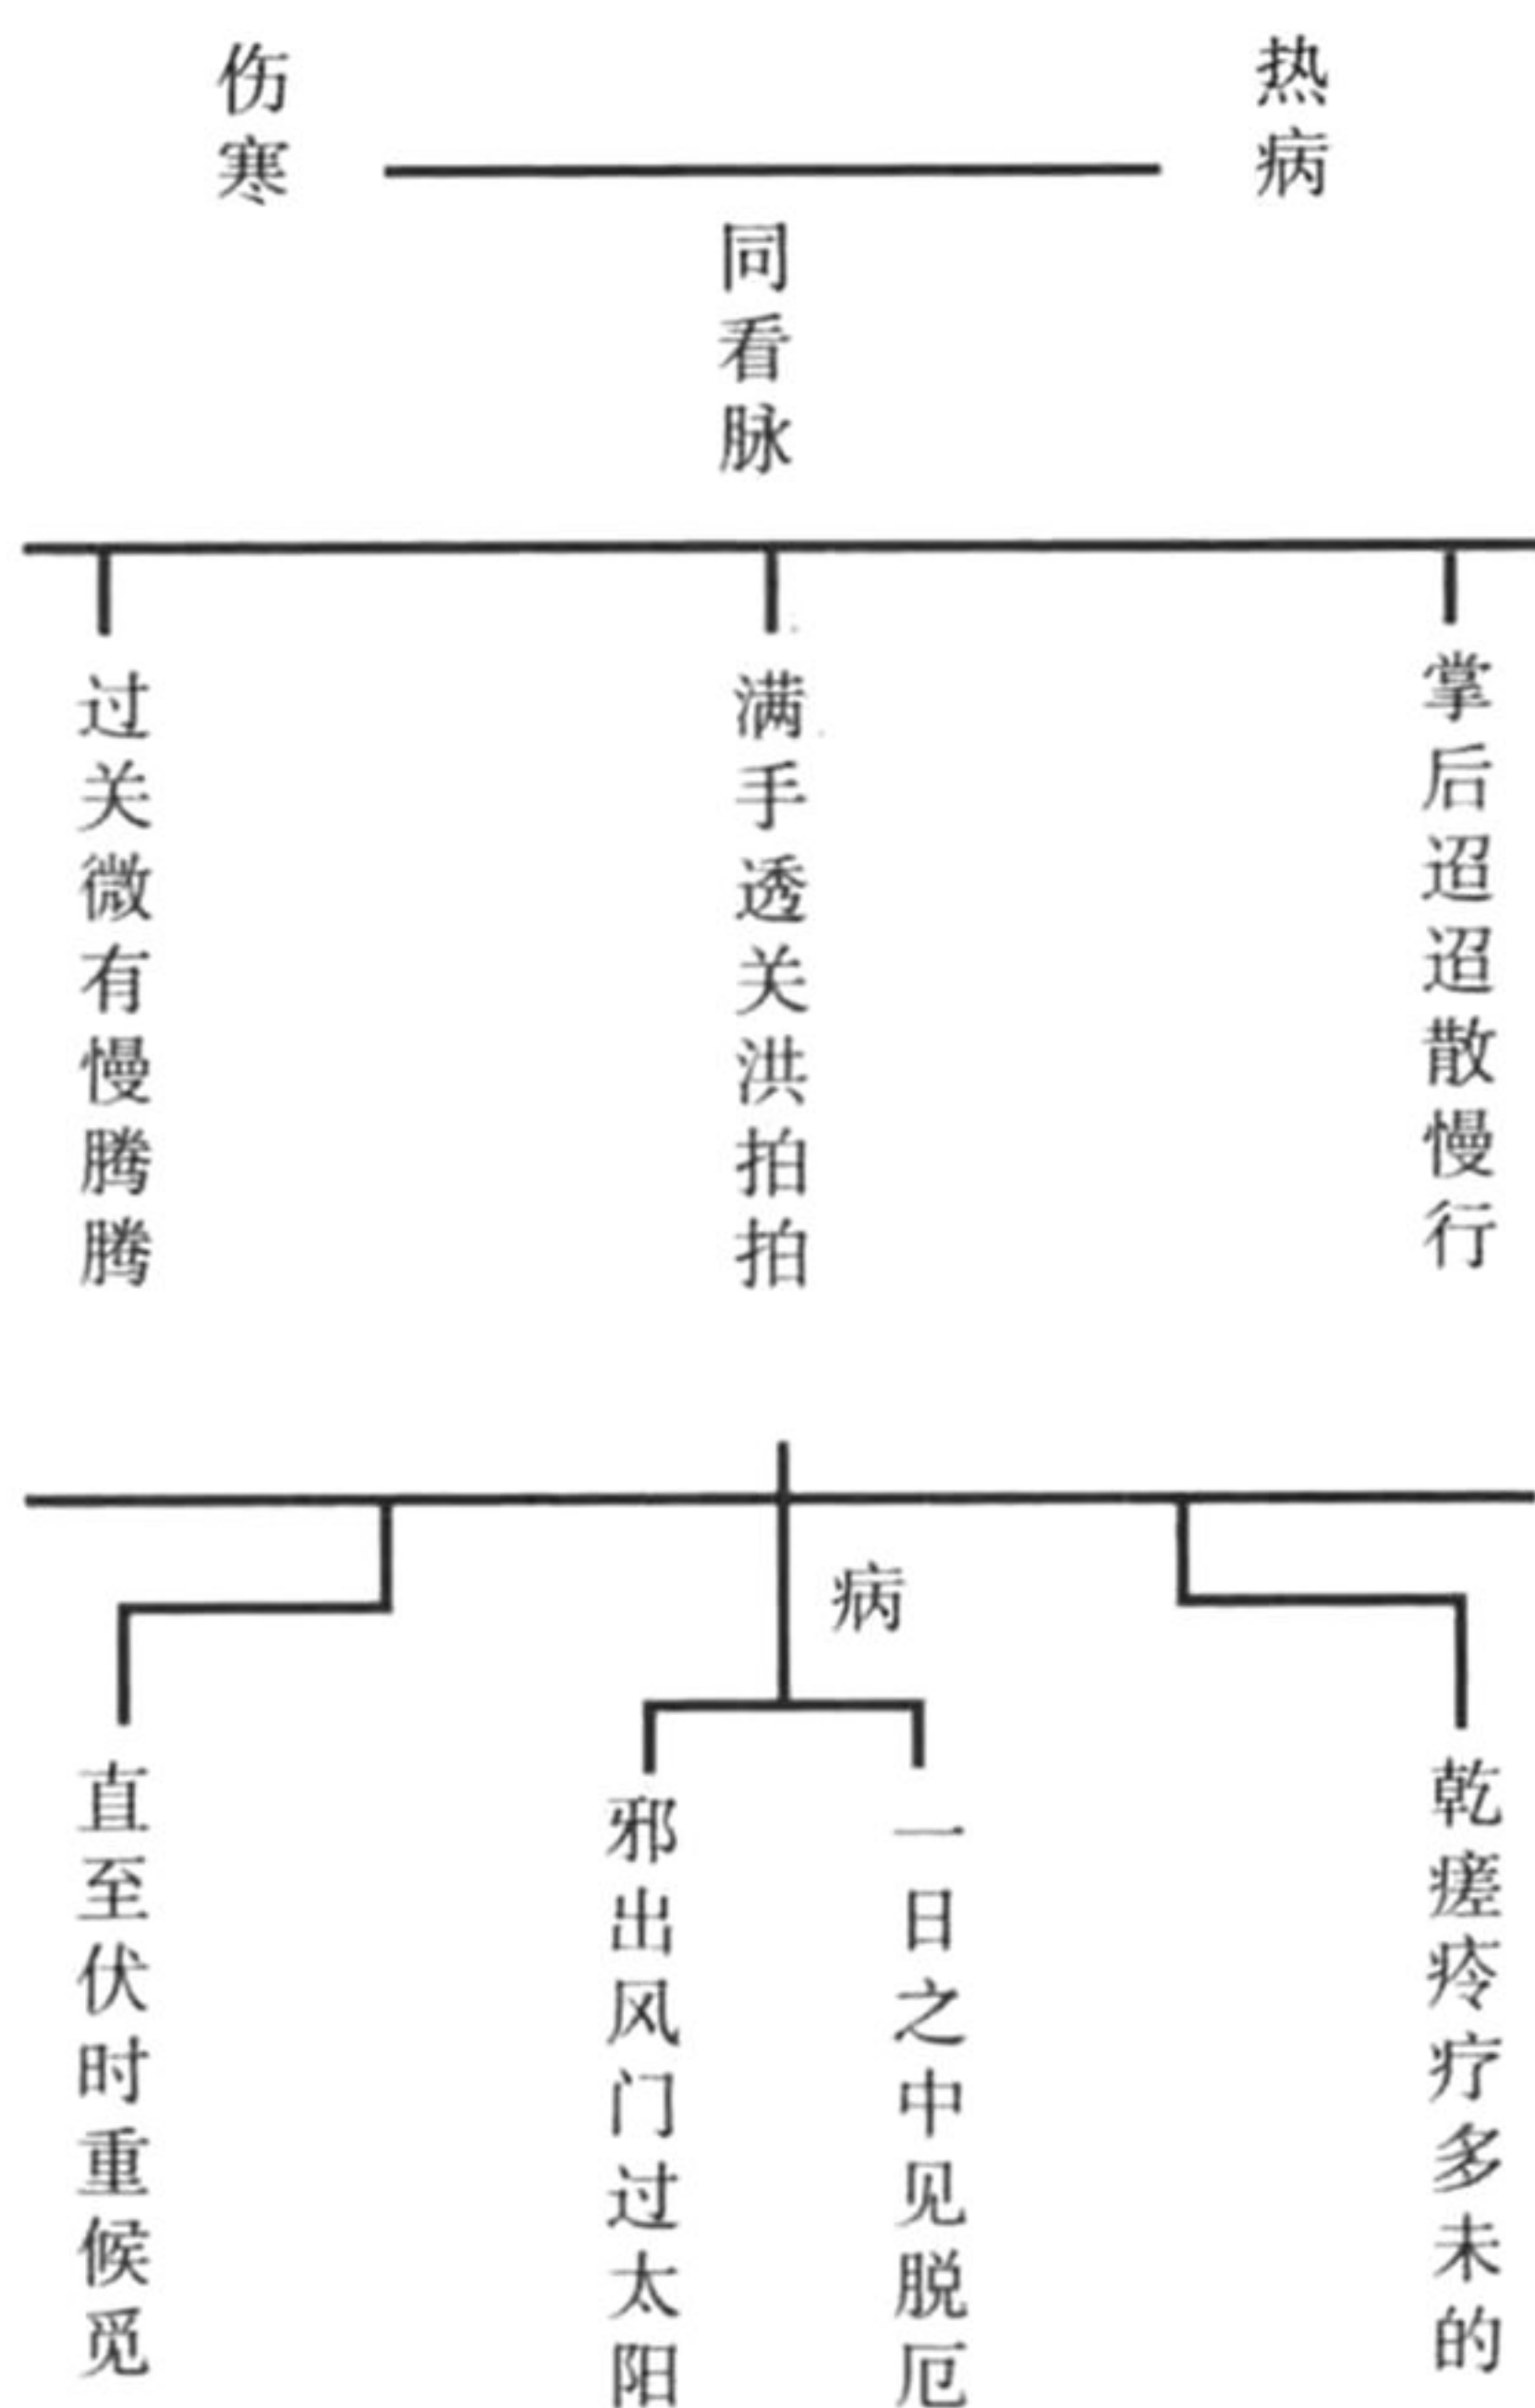 热病
伤寒
同看脉
掌后迢迢散慢行
满手透关洪拍拍
过关微有慢腾腾
病
乾瘥疼疗多未的
一日之中见脱厄
邪出风门过太阳
直至伏时重候觅